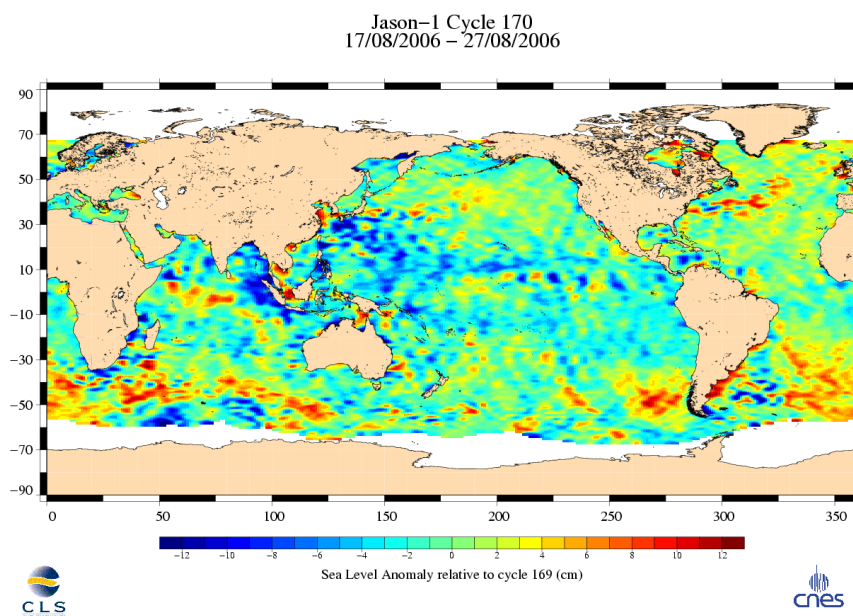 Jason−1 Cycle 170
17/08/2006 − 27/08/2006
90
70
50
30
10
−10
−30
−50
−70
−90
0 50 100 150 200 250 300 350
−12 −10 −8 −6 −4 −2 0 2 4 6 8 10 12
Sea Level Anomaly relative to cycle 169 (cm)
CLS
cnes